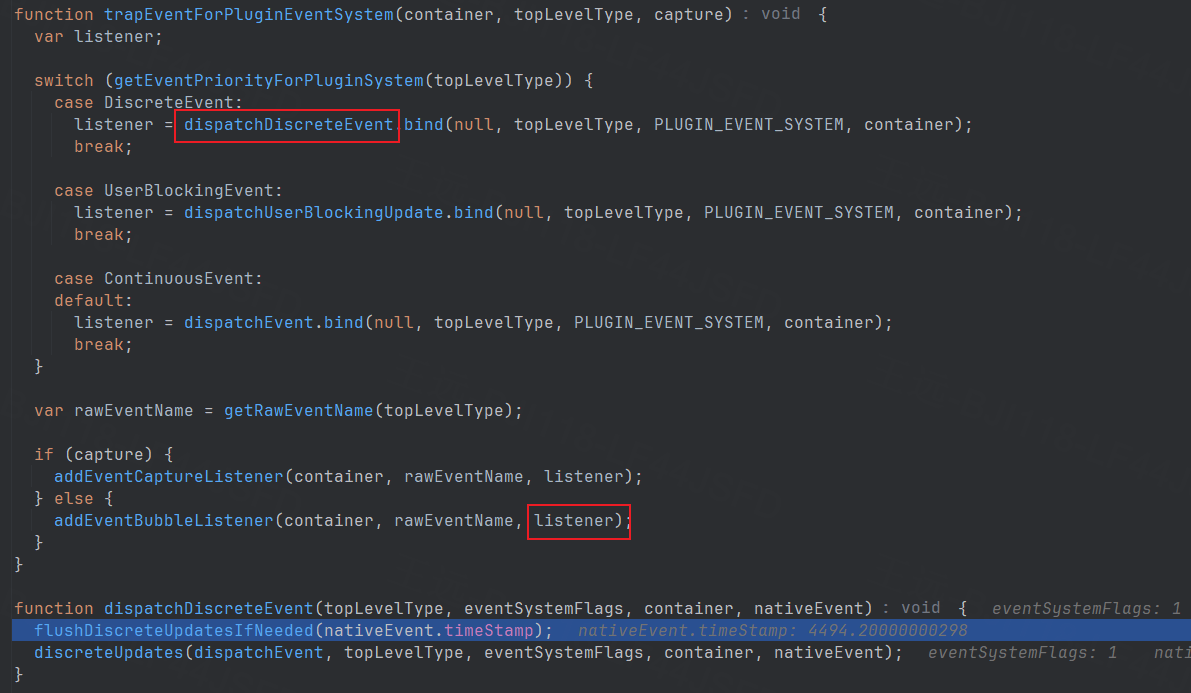 function trapEventForPluginEventSystem(container, topLevelType, capture) : void {
  var listener;
  switch (getEventPriorityForPluginSystem(topLevelType)) {
    case DiscreteEvent:
      listener = dispatchDiscreteEvent.bind(null, topLevelType, PLUGIN_EVENT_SYSTEM, container);
      break;
    case UserBlockingEvent:
      listener = dispatchUserBlockingUpdate.bind(null, topLevelType, PLUGIN_EVENT_SYSTEM, container);
      break;
    case ContinuousEvent:
    default:
      listener = dispatchEvent.bind(null, topLevelType, PLUGIN_EVENT_SYSTEM, container);
      break;
  }
  var rawEventName = getRawEventName(topLevelType);
  if (capture) {
    addEventCaptureListener(container, rawEventName, listener);
  } else {
    addEventBubbleListener(container, rawEventName, listener);
  }
}
function dispatchDiscreteEvent(topLevelType, eventSystemFlags, container, nativeEvent) : void { eventSystemFlags: 1
  flushDiscreteUpdatesIfNeeded(nativeEvent.timeStamp); nativeEvent.timeStamp: 4494.20000000298
  discreteUpdates(dispatchEvent, topLevelType, eventSystemFlags, container, nativeEvent); eventSystemFlags: 1 nati
}